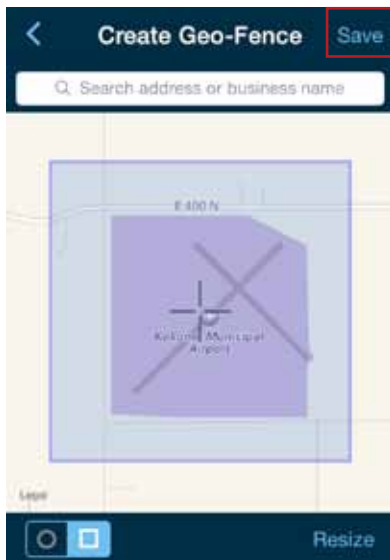 Create Geo-Fence
Save
Search address or business name
E 400 N
Kokomo Municipal
Airport
Legal
Resize